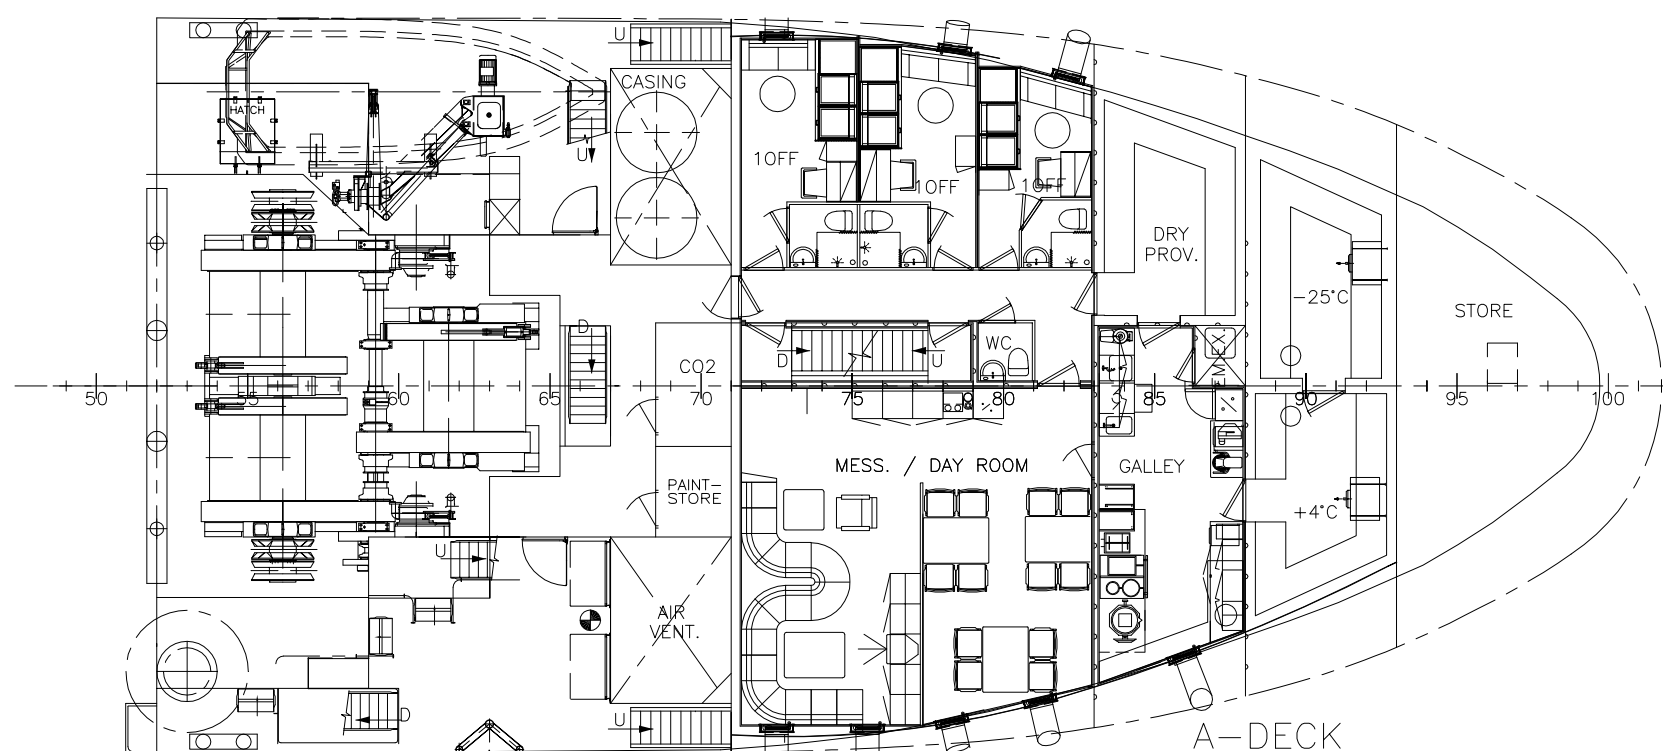 U
CASING
HATCH
U
1OFF
1OFF
1OFF
DRY
PROV.
-25°C
STORE
D
WC
CO2
D
U
EMEX
50
60
65
70
75
80
85
90
95
100
MESS. / DAY ROOM
GALLEY
PAINT-
STORE
+4°C
U
AIR
VENT.
D
U
A-DECK